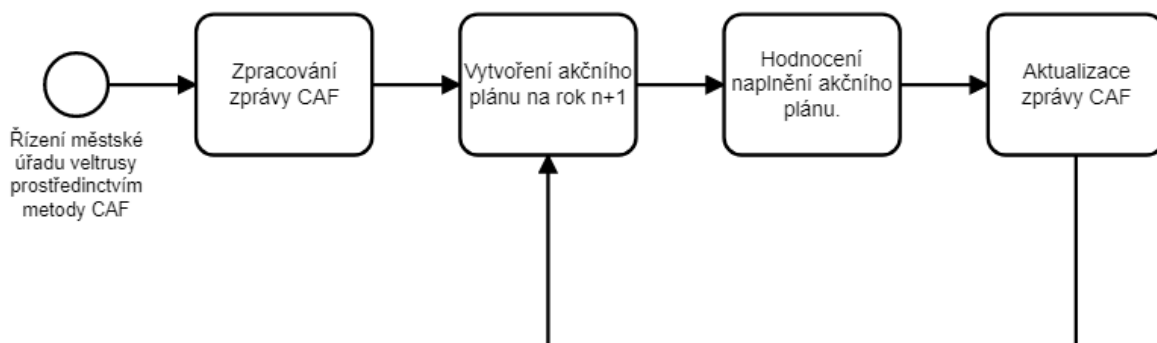 Řízení městské
úřadu veltrusy
prostředinctvím
metody CAF
Zpracování
zprávy CAF
Vytvoření akčního
plánu na rok n+1
Hodnocení
naplnění akčního
plánu.
Aktualizace
zprávy CAF